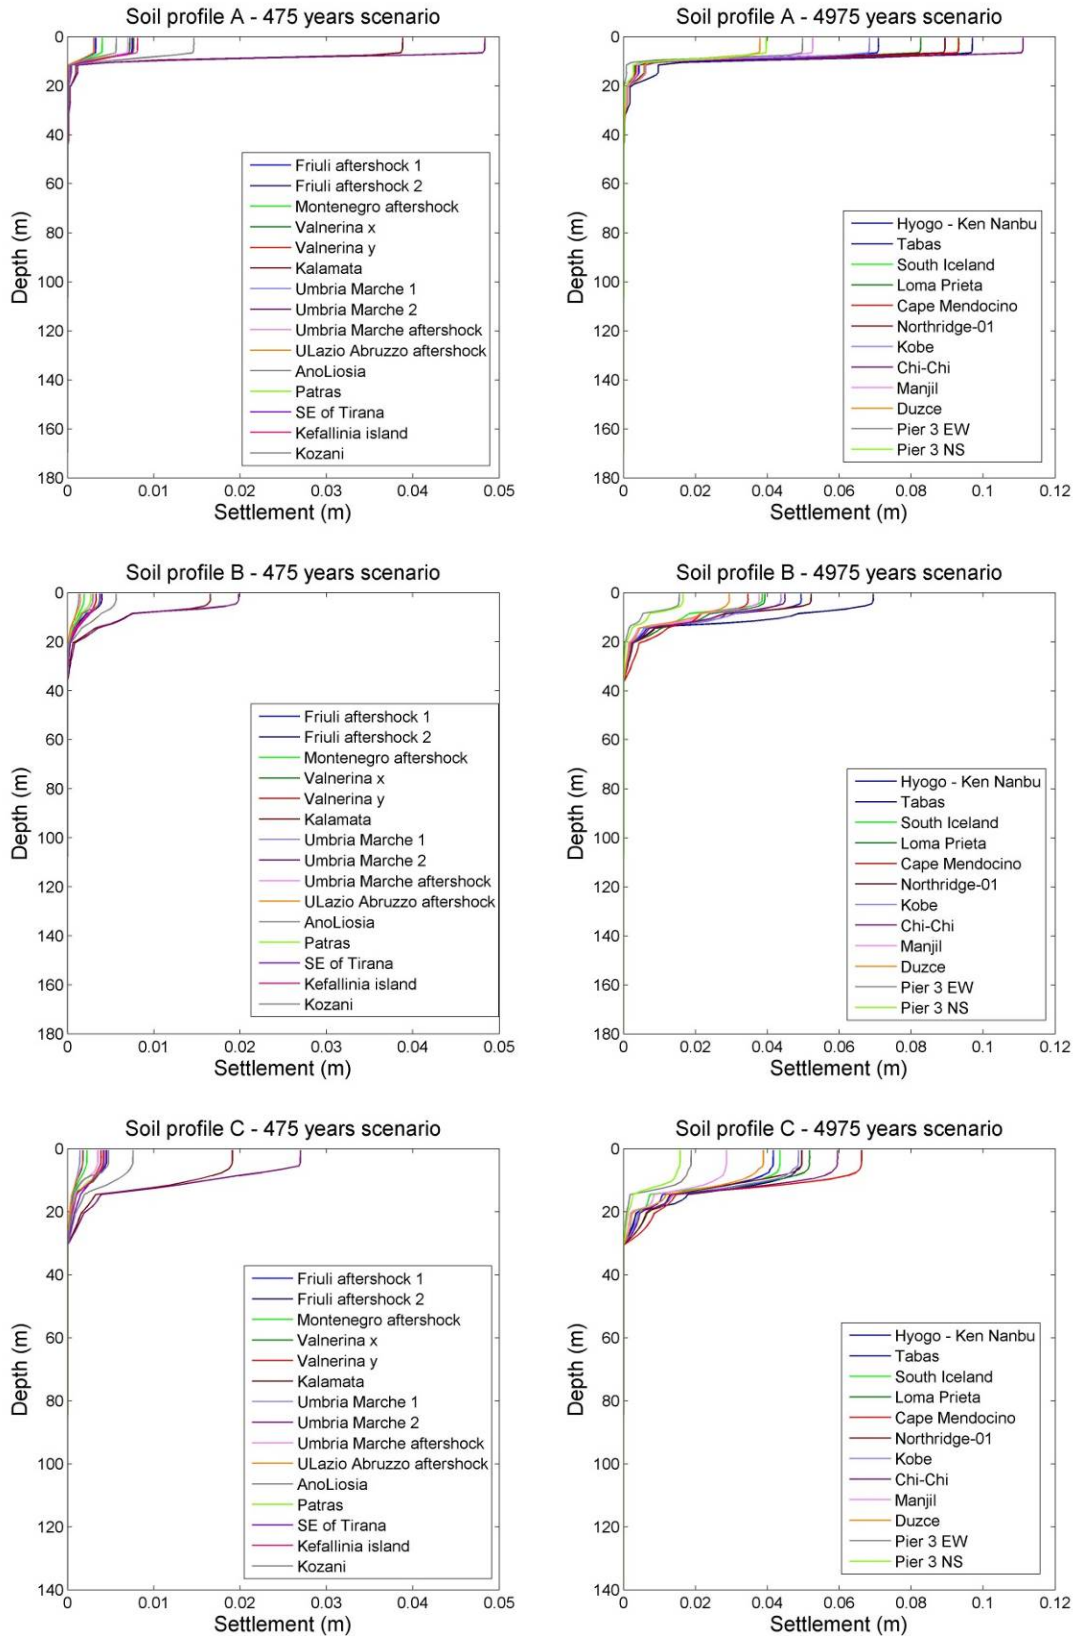 Soil profile A - 475 years scenario
0
20
40
60
80
100
120
140
160
180
Depth (m)
Friuli aftershock 1
Friuli aftershock 2
Montenegro aftershock
Valnerina x
Valnerina y
Kalamata
Umbria Marche 1
Umbria Marche 2
Umbria Marche aftershock
ULazio Abruzzo aftershock
AnoLiosia
Patras
SE of Tirana
Kefallinia island
Kozani
0 0.01 0.02 0.03 0.04 0.05
Settlement (m)
Soil profile A - 4975 years scenario
0
20
40
60
80
100
120
140
160
180
Depth (m)
Hyogo - Ken Nanbu
Tabas
South Iceland
Loma Prieta
Cape Mendocino
Northridge-01
Kobe
Chi-Chi
Manjil
Duzce
Pier 3 EW
Pier 3 NS
0 0.02 0.04 0.06 0.08 0.1 0.12
Settlement (m)
Soil profile B - 475 years scenario
0
20
40
60
80
100
120
140
160
180
Depth (m)
Friuli aftershock 1
Friuli aftershock 2
Montenegro aftershock
Valnerina x
Valnerina y
Kalamata
Umbria Marche 1
Umbria Marche 2
Umbria Marche aftershock
ULazio Abruzzo aftershock
AnoLiosia
Patras
SE of Tirana
Kefallinia island
Kozani
0 0.01 0.02 0.03 0.04 0.05
Settlement (m)
Soil profile B - 4975 years scenario
0
20
40
60
80
100
120
140
160
180
Depth (m)
Hyogo - Ken Nanbu
Tabas
South Iceland
Loma Prieta
Cape Mendocino
Northridge-01
Kobe
Chi-Chi
Manjil
Duzce
Pier 3 EW
Pier 3 NS
0 0.02 0.04 0.06 0.08 0.1 0.12
Settlement (m)
Soil profile C - 475 years scenario
0
20
40
60
80
100
120
140
Depth (m)
Friuli aftershock 1
Friuli aftershock 2
Montenegro aftershock
Valnerina x
Valnerina y
Kalamata
Umbria Marche 1
Umbria Marche 2
Umbria Marche aftershock
ULazio Abruzzo aftershock
AnoLiosia
Patras
SE of Tirana
Kefallinia island
Kozani
0 0.01 0.02 0.03 0.04 0.05
Settlement (m)
Soil profile C - 4975 years scenario
0
20
40
60
80
100
120
140
Depth (m)
Hyogo - Ken Nanbu
Tabas
South Iceland
Loma Prieta
Cape Mendocino
Northridge-01
Kobe
Chi-Chi
Manjil
Duzce
Pier 3 EW
Pier 3 NS
0 0.02 0.04 0.06 0.08 0.1 0.12
Settlement (m)